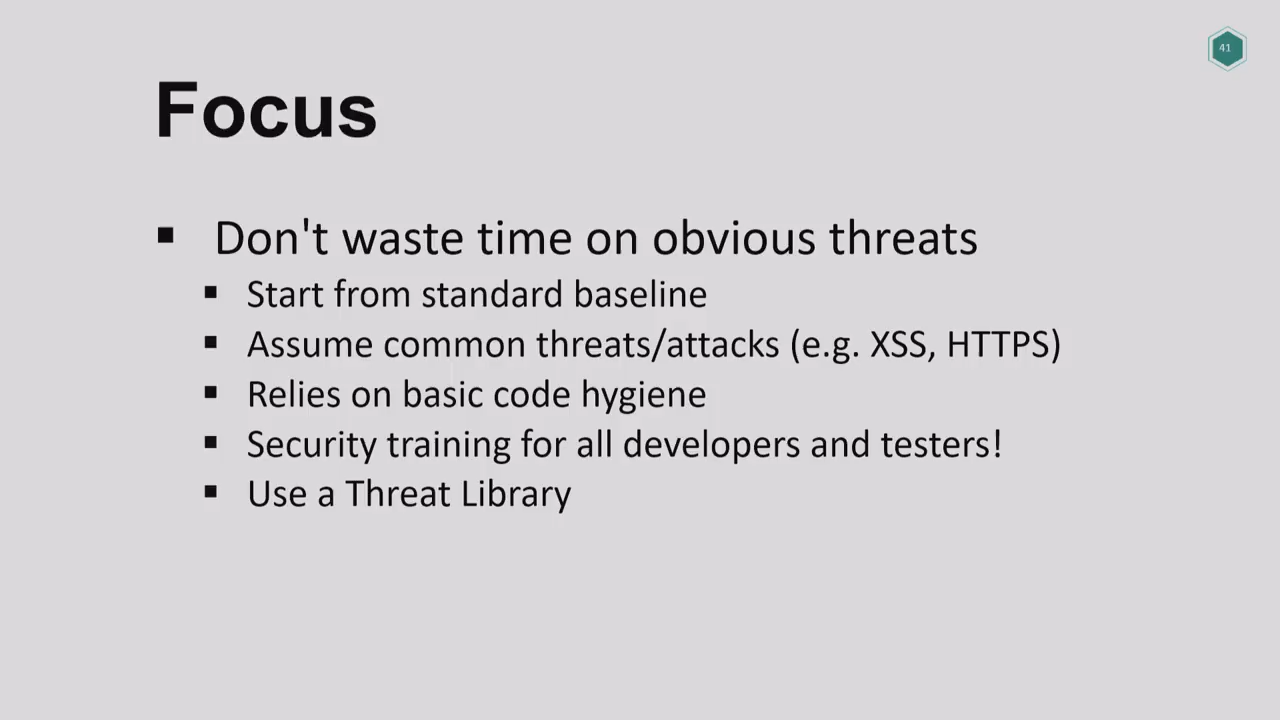 41
Focus
▪ Don't waste time on obvious threats
▪ Start from standard baseline
▪ Assume common threats/attacks (e.g. XSS, HTTPS)
▪ Relies on basic code hygiene
▪ Security training for all developers and testers!
▪ Use a Threat Library